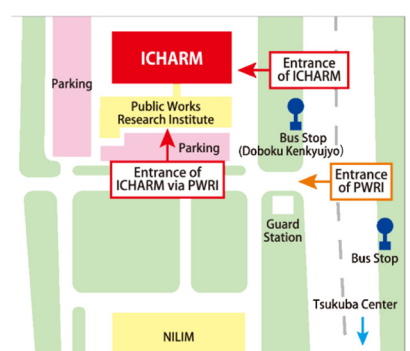 ICHARM
Entrance
of ICHARM
Parking
Public Works
Research Institute
Bus Stop
(Doboku Kenkyujyo)
Parking
Entrance of
ICHARM via PWRI
Entrance
of PWRI
Guard
Station
Bus Stop
Tsukuba Center
NILIM